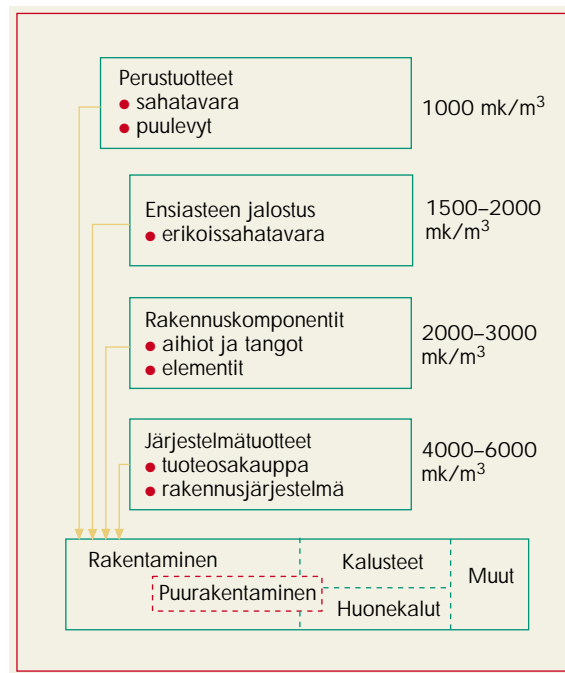 Perustuotteet
● sahatavara
● puulevyt
1000 mk/m³
Ensiasteen jalostus
● erikoissahatavara
1500–2000
mk/m³
Rakennuskomponentit
● aihiot ja tangot
● elementit
2000–3000
mk/m³
Järjestelmätuotteet
● tuoteosakauppa
● rakennusjärjestelmä
4000–6000
mk/m³
Rakentaminen
Puurakentaminen
Kalusteet
Huonekalut
Muut